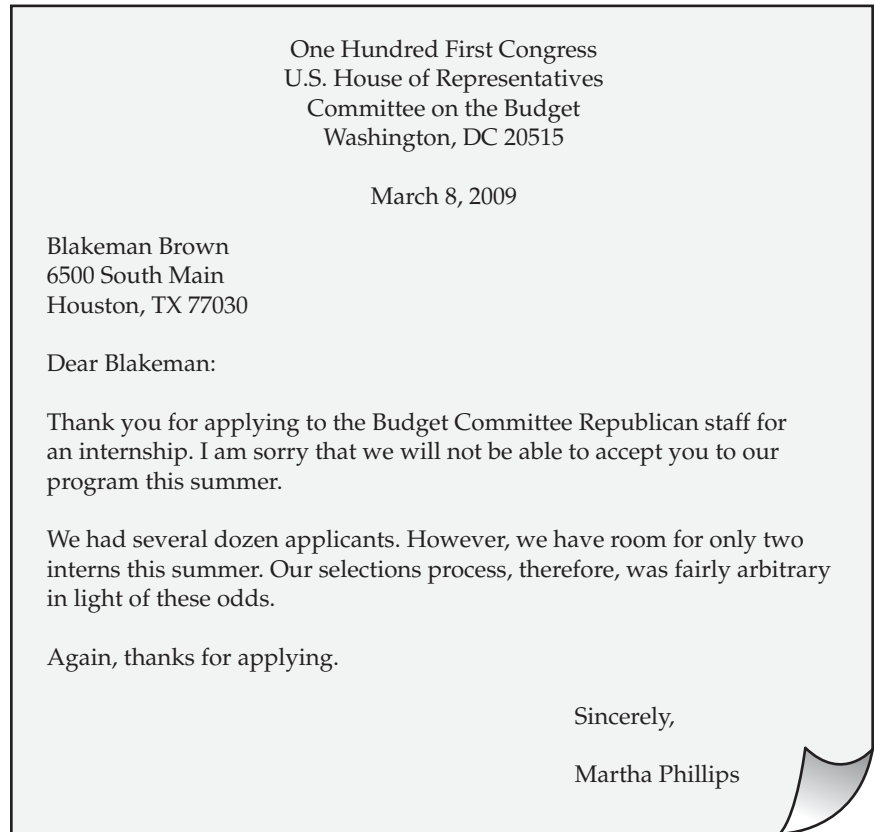 One Hundred First Congress
U.S. House of Representatives
Committee on the Budget
Washington, DC 20515
March 8, 2009
Blakeman Brown
6500 South Main
Houston, TX 77030
Dear Blakeman:
Thank you for applying to the Budget Committee Republican staff for
an internship. I am sorry that we will not be able to accept you to our
program this summer.
We had several dozen applicants. However, we have room for only two
interns this summer. Our selections process, therefore, was fairly arbitrary
in light of these odds.
Again, thanks for applying.
Sincerely,
Martha Phillips